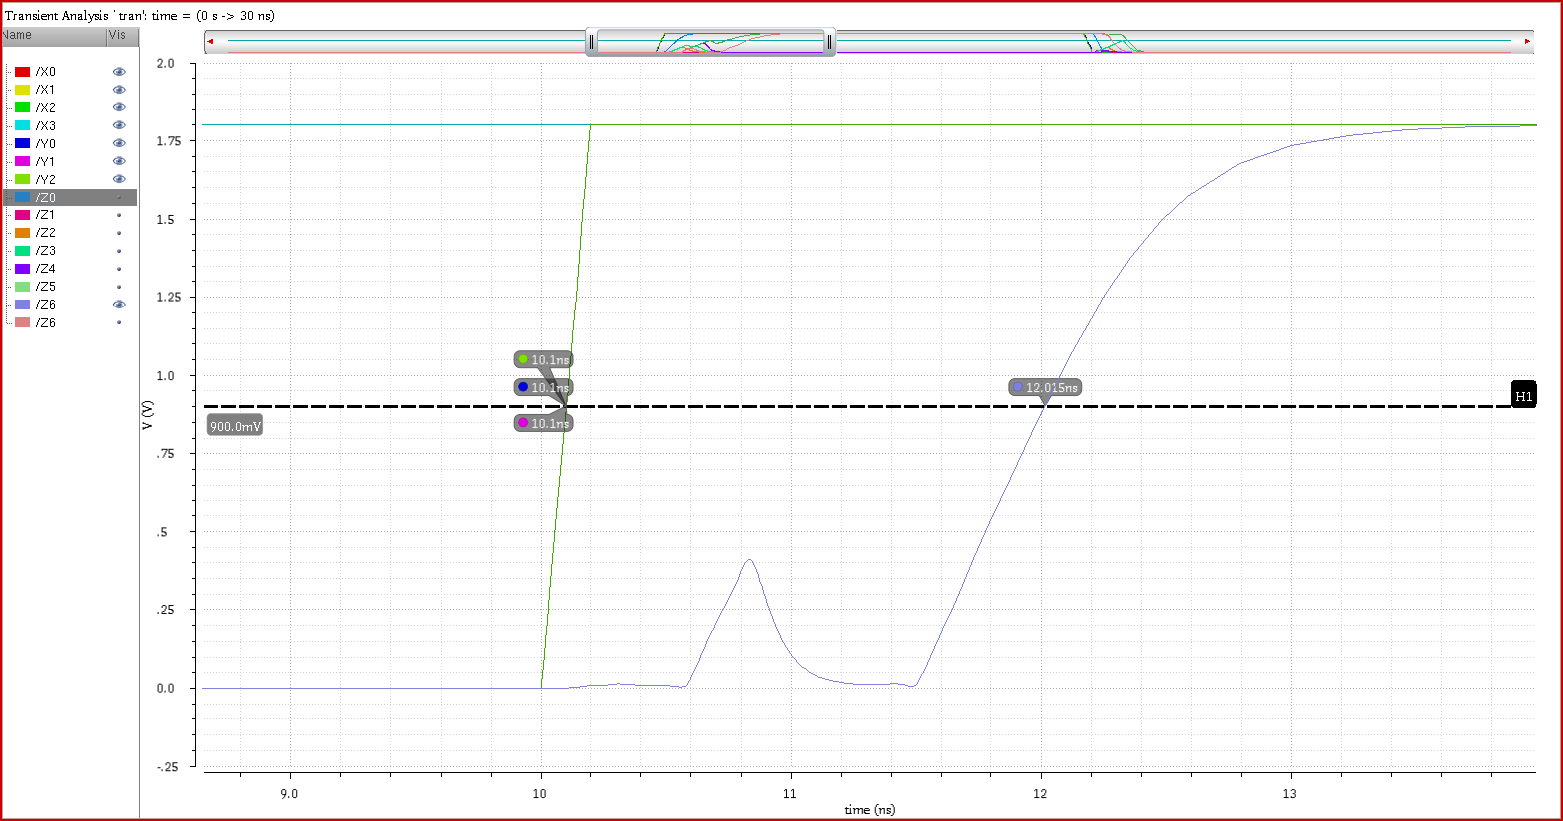 Transient Analysis `tran': time = (0 s -> 30 ns)
Name Vis
/X0
/X1
/X2
/X3
/Y0
/Y1
/Y2
/Z0
/Z1
/Z2
/Z3
/Z4
/Z5
/Z6
/Z6
2.0
1.75
1.5
1.25
1.0
.75
.5
.25
0.0
-.25
V (V)
10.1ns
10.1ns
10.1ns
12.015ns
H1
900.0mV
9.0 10 11 12 13
time (ns)